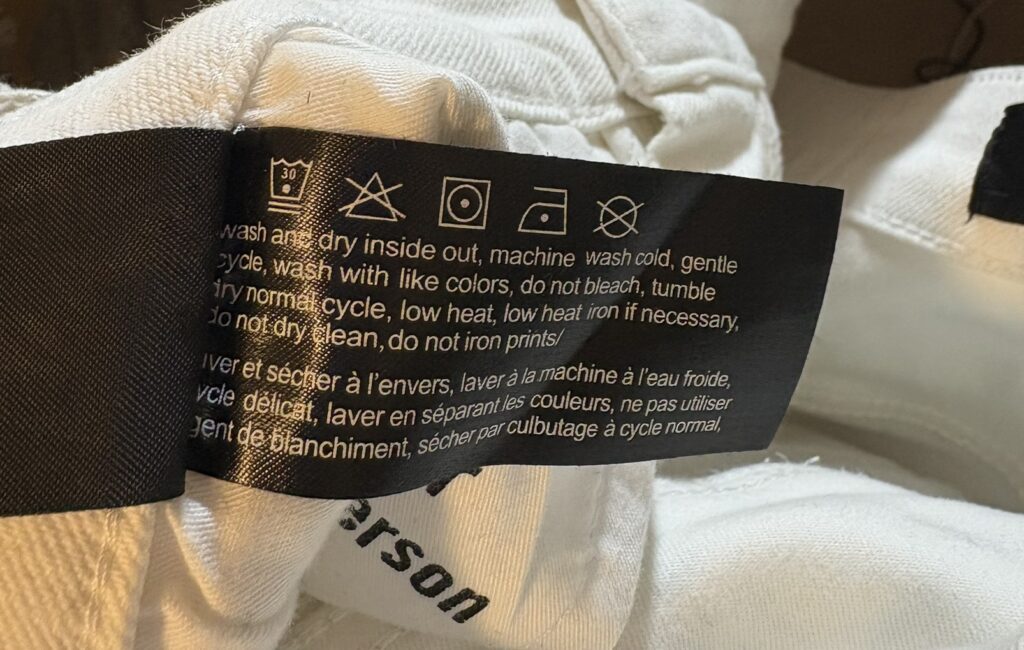 30
wash and dry inside out, machine wash cold, gentle
cycle, wash with like colors, do not bleach, tumble
dry normal cycle, low heat, low heat iron if necessary,
do not dry clean, do not iron prints/
et sécher à l'envers, laver à la machine à l'eau froide,
délicat, laver en séparant les couleurs, ne pas utiliser
de blanchiment, sécher par culbutage à cycle normal,
erson